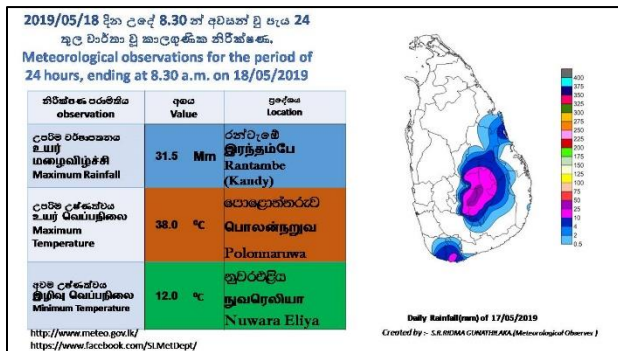 2019/05/18 දින උදේ 8.30 න් අවසන් වු පැය 24
තුල වාර්තා වූ කාලගුණික නිරීක්ෂණ.
Meteorological observations for the period of
24 hours, ending at 8.30 a.m. on 18/05/2019
නිරීක්ෂණ පරාමිතිය
observation
අගය
Value
ප්‍රදේශය
Location
උපරිම වර්ෂාපතනය
உயர்
மழைவீழ்ச்சி
Maximum Rainfall
31.5 Mm
රන්ටැඹේ
இரந்தம்பே
Rantambe
(Kandy)
උපරිම උෂ්ණත්වය
உயர் வெப்பநிலை
Maximum
Temperature
38.0 ºC
පොළොන්නරුව
பொலன்நறுவ
Polonnaruwa
අවම උෂ්ණත්වය
இழிவு வெப்பநிலை
Minimum Temperature
12.0 ºC
නුවරඑළිය
நுவரெலியா
Nuwara Eliya
http://www.meteo.gov.lk/
https://www.facebook.com/SLMetDept/
400
375
350
325
300
275
250
225
200
175
150
125
100
75
50
25
10
4
2
0.5
Daily Rainfall(mm) of 17/05/2019
Created by :- S.R.RIDMA GUNATHILAKA.(Meteorological Observes )